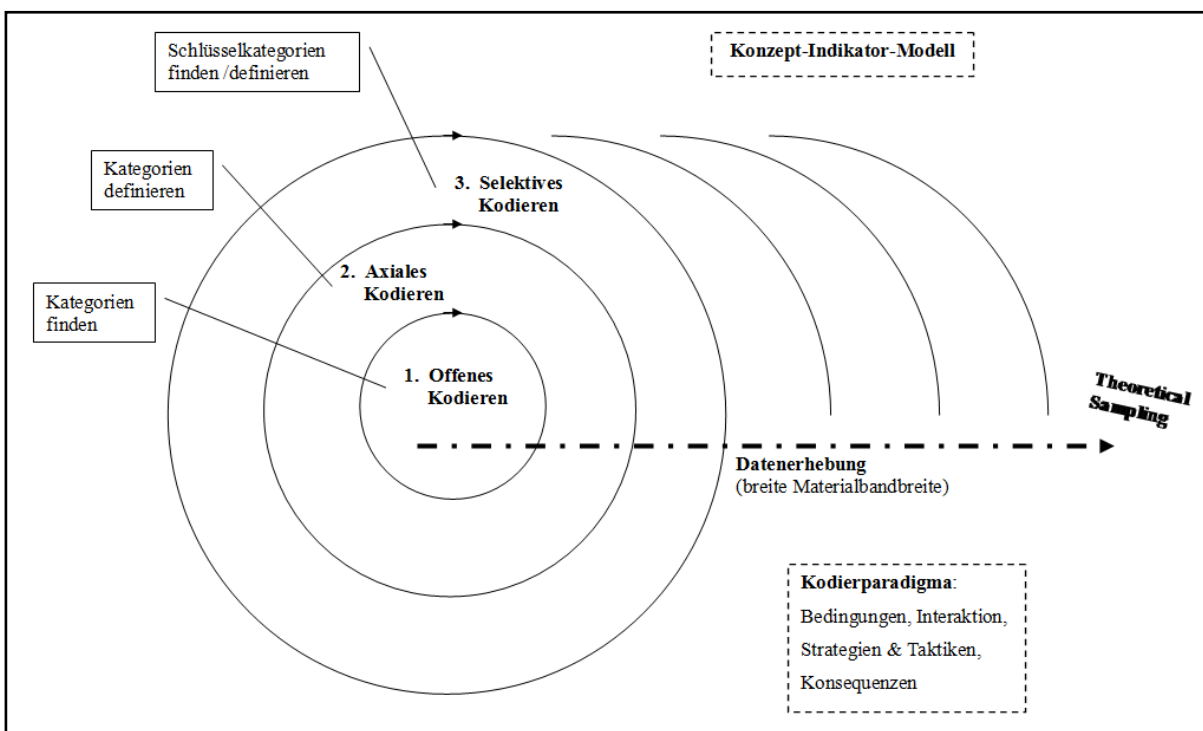 Schlüsselkategorien
finden /definieren
Konzept-Indikator-Modell
Kategorien
definieren
3. Selektives
Kodieren
2. Axiales
Kodieren
Kategorien
finden
1. Offenes
Kodieren
Theoretical
Sampling
Datenerhebung
(breite Materialbandbreite)
Kodierparadigma:
Bedingungen, Interaktion,
Strategien & Taktiken,
Konsequenzen